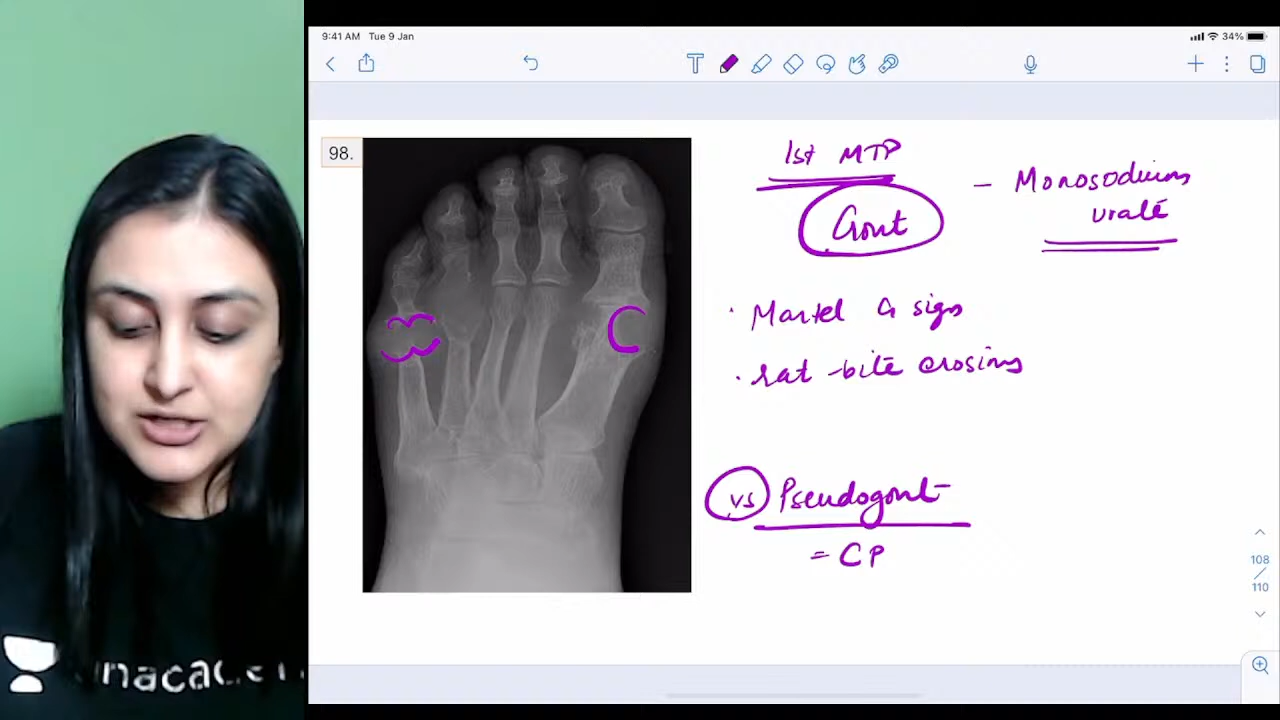 9:41 AM Tue 9 Jan
34%
98.
1st MTP
Gout
– Monosodium
urate
· Martel G sign
· rat-bite erosions
vs Pseudogout
= CP
108
/
110
unacade